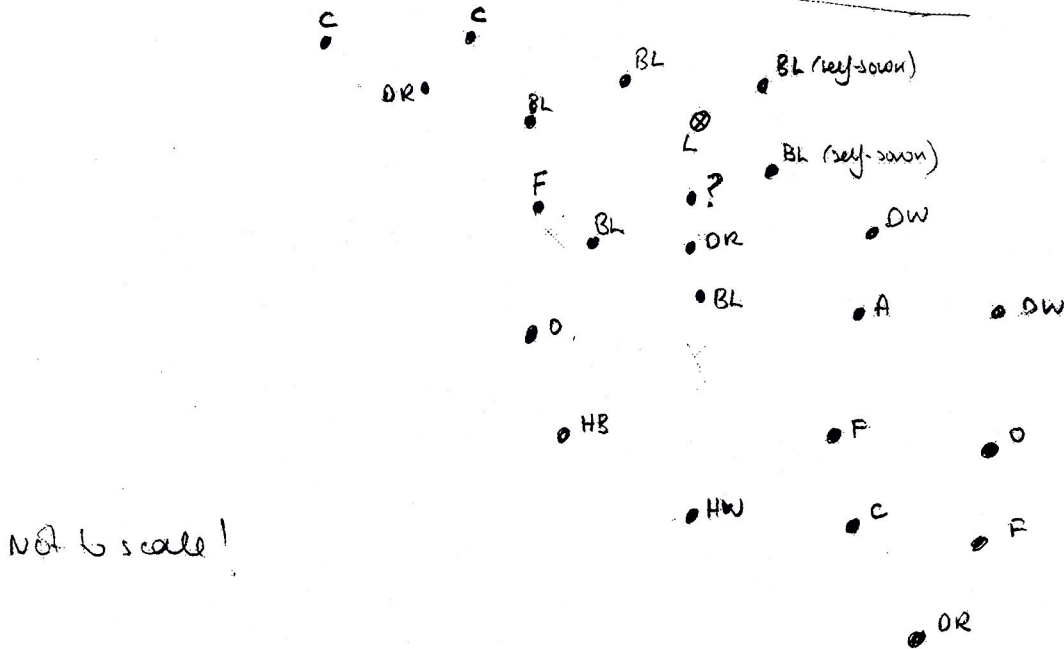 C
C
BL
BL (self-sown)
DR
BL
L
BL (self-sown)
F
?
BL
DR
DW
BL
A
DW
O
HB
F
O
HW
C
F
Not to scale!
DR